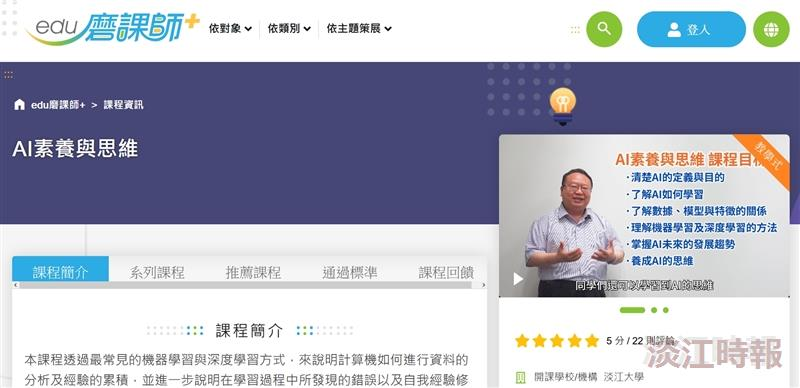 edu磨課師+
依對象
依類別
依主題策展
登入
edu磨課師+ > 課程資訊
AI素養與思維
教學式
AI素養與思維 課程目標
・清楚AI的定義與目的
・了解AI如何學習
・了解數據、模型與特徵的關係
・理解機器學習及深度學習的方法
・掌握AI未來的發展趨勢
・養成AI的思維
同學們還可以學習到AI的思維
課程簡介
系列課程
推薦課程
通過標準
課程回饋
課程簡介
本課程透過最常見的機器學習與深度學習方式，來說明計算機如何進行資料的
分析及經驗的累積，並進一步說明在學習過程中所發現的錯誤以及自我經驗修
5 分 / 22 則評論
開課學校/機構 淡江大學
淡江時報